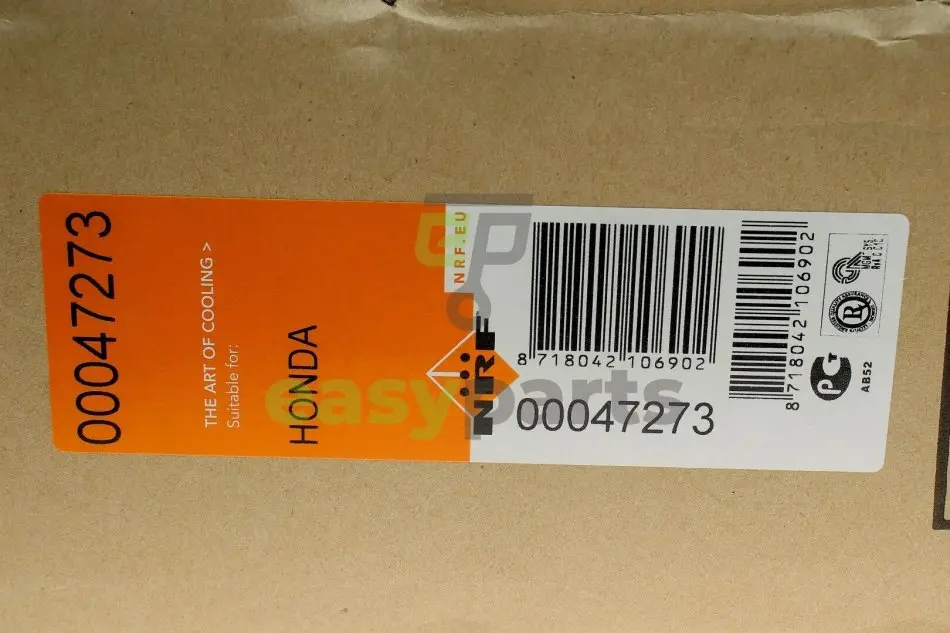 00047273
THE ART OF COOLING >
Suitable for:
HONDA
NRF.EU
NRF
easyparts
8 718042 106902
00047273
8 718042 106902
AB52